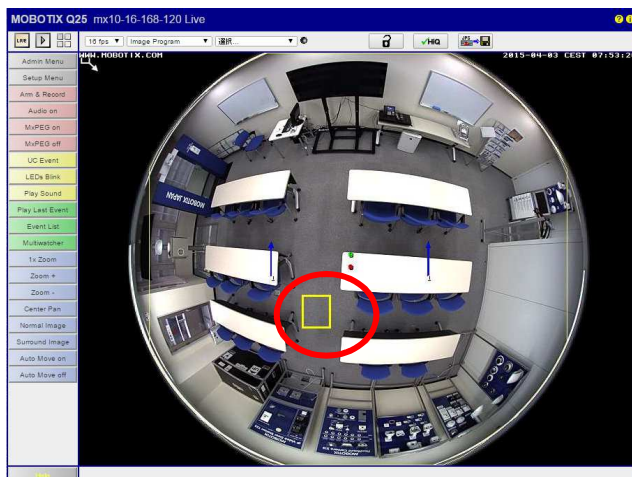 MOBOTIX Q25 mx10-16-168-120 Live
16 fps
Image Program
選択...
HiQ
WWW.MOBOTIX.COM
2015-04-03 CEST 07:53:2
Admin Menu
Setup Menu
Arm & Record
Audio on
MxPEG on
MxPEG off
UC Event
LEDs Blink
Play Sound
Play Last Event
Event List
Multiwatcher
1x Zoom
Zoom +
Zoom -
Center Pan
Normal Image
Surround Image
Auto Move on
Auto Move off
MOBOTIX JAPAN
1
1
MOBOTIX